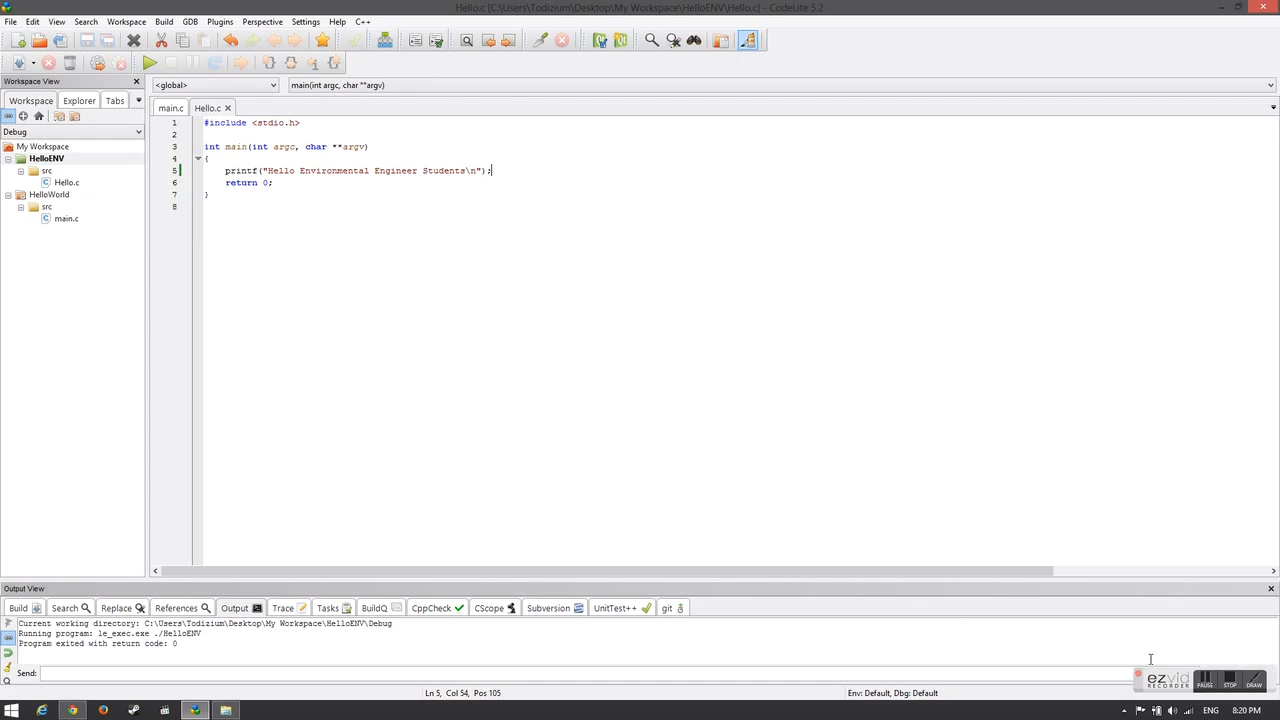 Hello.c [C:\Users\Todizium\Desktop\My Workspace\HelloENV\Hello.c] - CodeLite 5.2
File Edit View Search Workspace Build GDB Plugins Perspective Settings Help C++
Workspace View
<global>
main(int argc, char **argv)
Workspace Explorer Tabs
main.c Hello.c
Debug
My Workspace
HelloENV
src
Hello.c
HelloWorld
src
main.c
1 #include <stdio.h>
2
3 int main(int argc, char **argv)
4 {
5 printf("Hello Environmental Engineer Students\n");
6 return 0;
7 }
8
Output View
Build Search Replace References Output Trace Tasks BuildQ CppCheck CScope Subversion UnitTest++ git
Current working directory: C:\Users\Todizium\Desktop\My Workspace\HelloENV\Debug
Running program: le_exec.exe ./HelloENV
Program exited with return code: 0
Send:
ezvid
RECORDER
PAUSE STOP DRAW
Ln 5, Col 54, Pos 105
Env: Default, Dbg: Default
ENG 8:20 PM